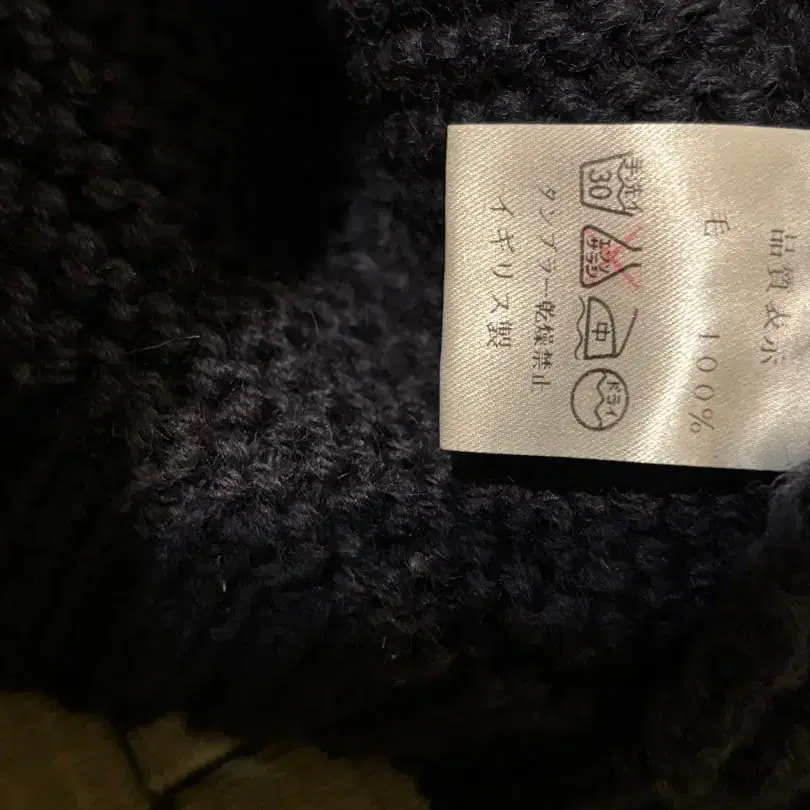 品質表示
毛 100%
手洗イ 30
エンソ サラシ
中
ドライ
タンブラー乾燥禁止
イギリス製